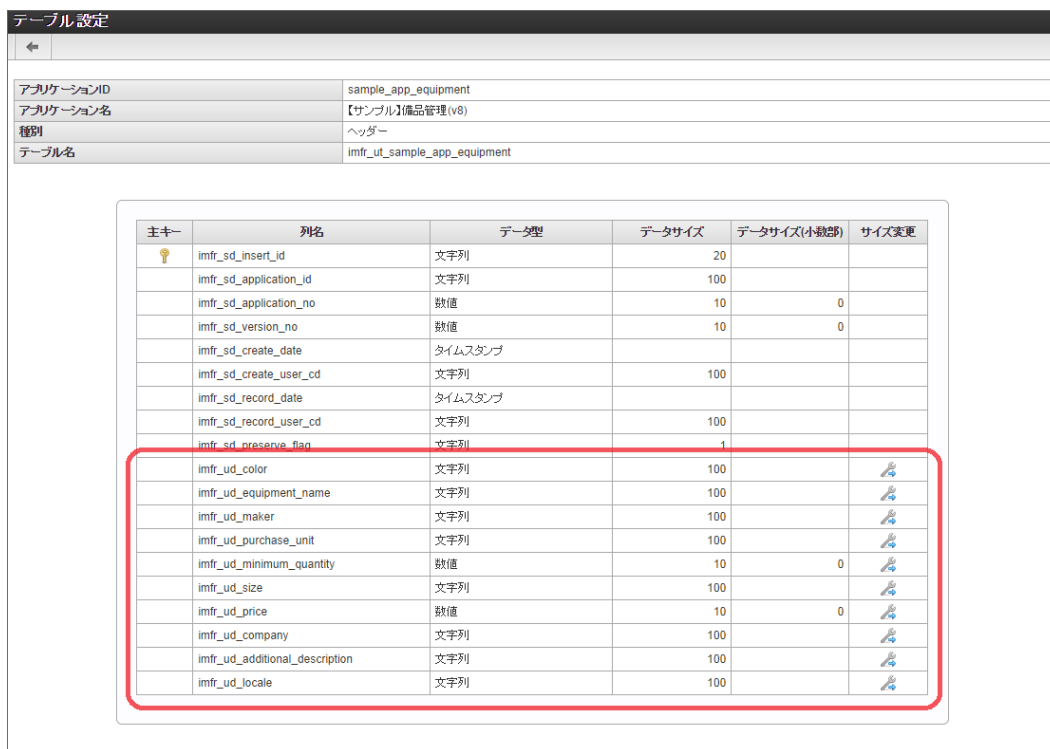 テーブル設定
アプリケーションID sample_app_equipment
アプリケーション名 【サンプル】備品管理(v8)
種別 ヘッダー
テーブル名 imfr_ut_sample_app_equipment
主キー 列名 データ型 データサイズ データサイズ(小数部) サイズ変更
imfr_sd_insert_id 文字列 20
imfr_sd_application_id 文字列 100
imfr_sd_application_no 数値 10 0
imfr_sd_version_no 数値 10 0
imfr_sd_create_date タイムスタンプ
imfr_sd_create_user_cd 文字列 100
imfr_sd_record_date タイムスタンプ
imfr_sd_record_user_cd 文字列 100
imfr_sd_preserve_flag 文字列 1
imfr_ud_color 文字列 100
imfr_ud_equipment_name 文字列 100
imfr_ud_maker 文字列 100
imfr_ud_purchase_unit 文字列 100
imfr_ud_minimum_quantity 数値 10 0
imfr_ud_size 文字列 100
imfr_ud_price 数値 10 0
imfr_ud_company 文字列 100
imfr_ud_additional_description 文字列 100
imfr_ud_locale 文字列 100